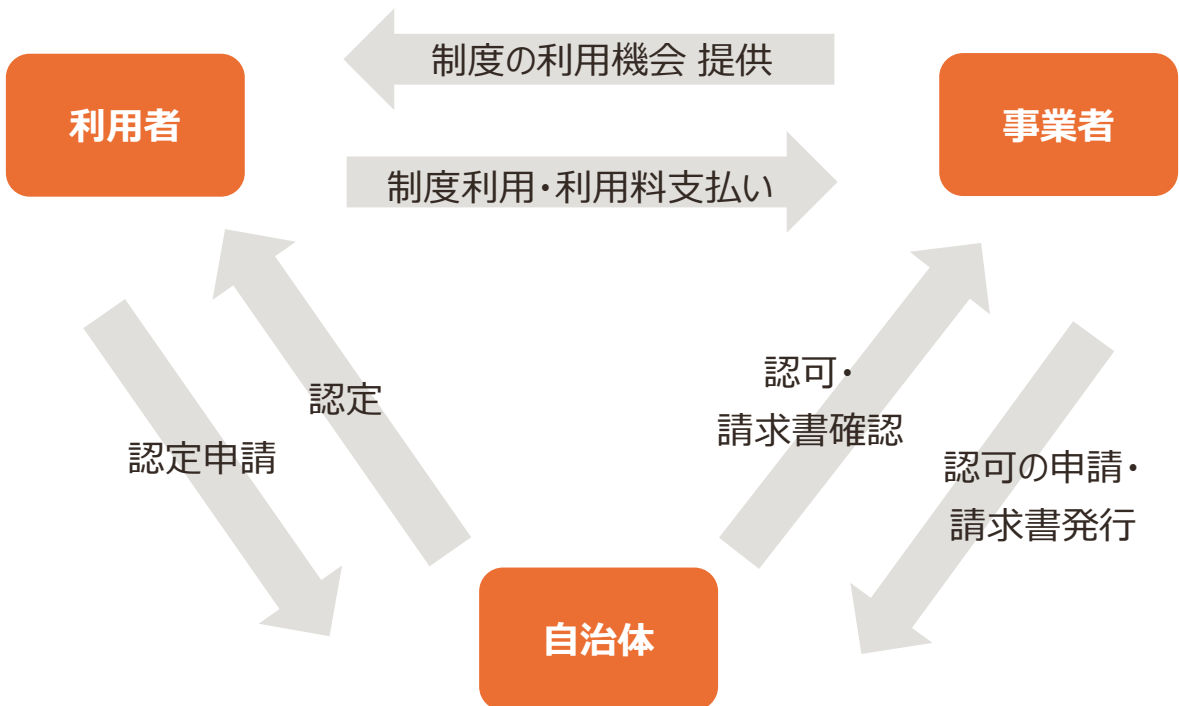 制度の利用機会 提供
利用者
事業者
制度利用・利用料支払い
認定
認定申請
認可・
請求書確認
認可の申請・
請求書発行
自治体